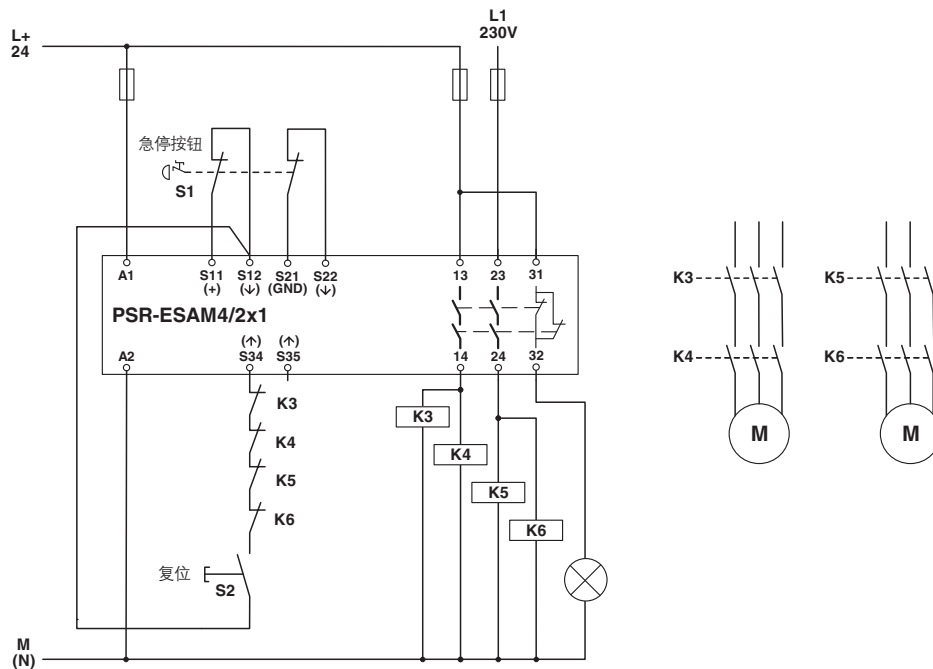 L+
24
L1
230V
急停按钮
S1
A1
S11
(+)
S12
(↓)
S21
(GND)
S22
(↓)
13
23
31
PSR-ESAM4/2x1
A2
(↑)
S34
(↑)
S35
14
24
32
K3
K4
K5
K6
K3
K4
K5
K6
复位
S2
M
(N)
K3
K4
M
K5
K6
M